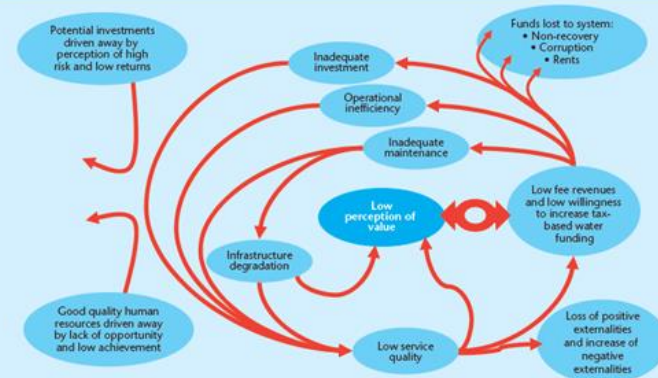 Potential investments
driven away by
perception of high
risk and low returns
Funds lost to system:
• Non-recovery
• Corruption
• Rents
Inadequate
investment
Operational
inefficiency
Inadequate
maintenance
Low
perception of
value
Low fee revenues
and low willingness
to increase tax-
based water
funding
Infrastructure
degradation
Good quality human
resources driven away
by lack of opportunity
and low achievement
Low service
quality
Loss of positive
externalities
and increase of
negative
externalities